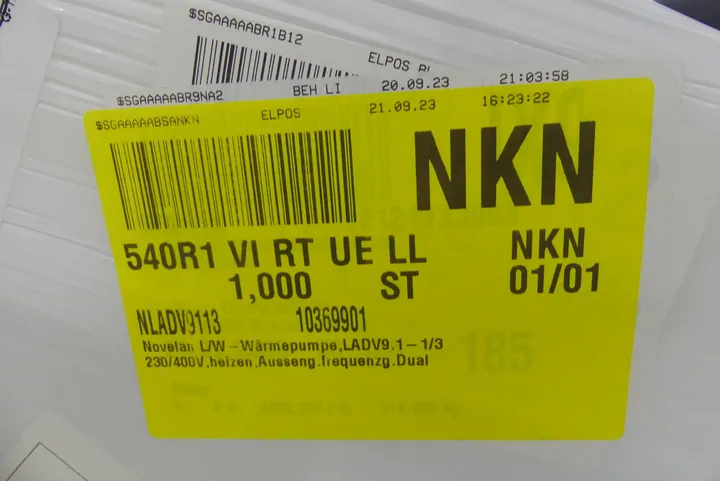 $SGAAAAABR1B12
ELPOS
$SGAAAAABR9NA2 BEH LI 20.09.23 21:03:58
$SGAAAAABSANKN ELPOS 21.09.23 16:23:22
NKN
540R1 VI RT UE LL NKN
1,000 ST 01/01
NLADV9113 10369901
Novelan L/W-Wärmepumpe,LADV9.1-1/3
230/400V,heizen,Ausseng.frequenzg.Dual
185